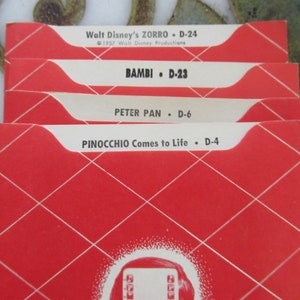 Walt Disney's ZORRO • D-24
©1957 Walt Disney Productions
BAMBI • D-23
PETER PAN • D-6
PINOCCHIO Comes to Life • D-4